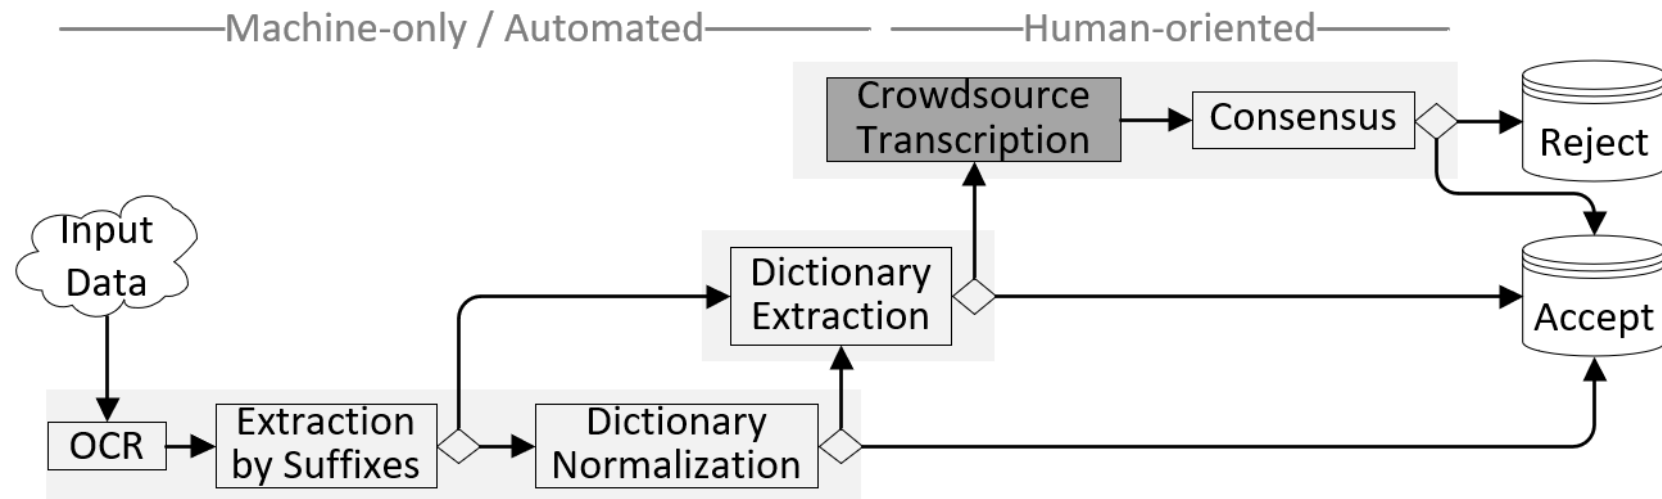 Machine-only / Automated
Human-oriented
Crowdsource
Transcription
Consensus
Reject
Input
Data
Dictionary
Extraction
Accept
OCR
Extraction
by Suffixes
Dictionary
Normalization